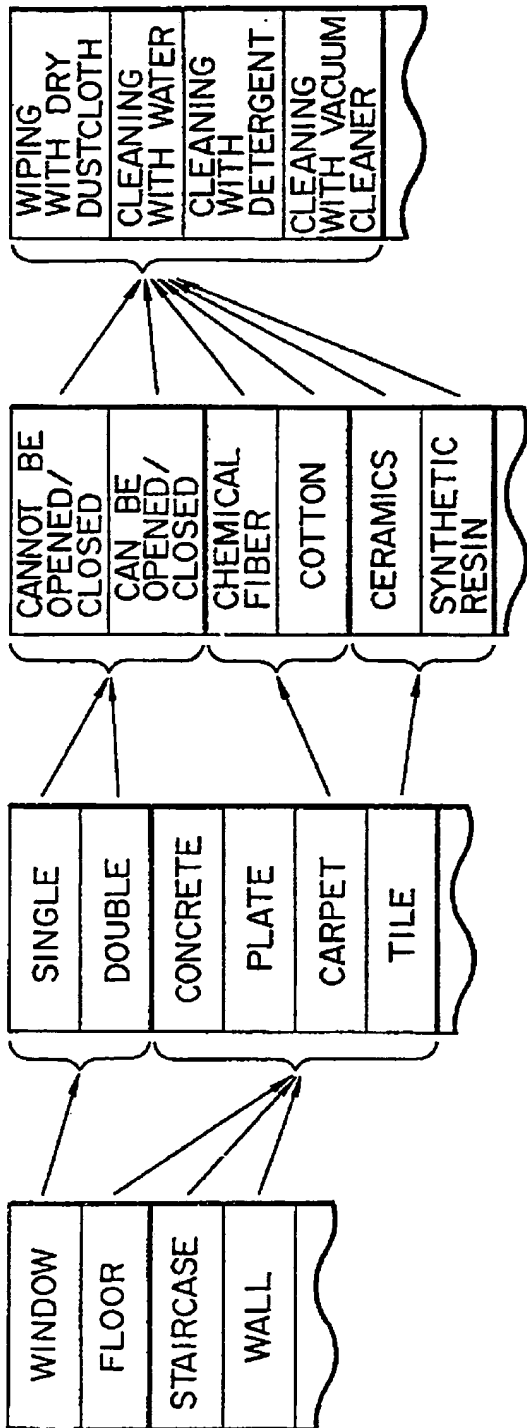 WINDOW
FLOOR
STAIRCASE
WALL
SINGLE
DOUBLE
CONCRETE
PLATE
CARPET
TILE
CANNOT BE
OPENED/
CLOSED
CAN BE
OPENED/
CLOSED
CHEMICAL
FIBER
COTTON
CERAMICS
SYNTHETIC
RESIN
WIPING
WITH DRY
DUSTCLOTH
CLEANING
WITH WATER
CLEANING
WITH
DETERGENT
CLEANING
WITH VACUUM
CLEANER